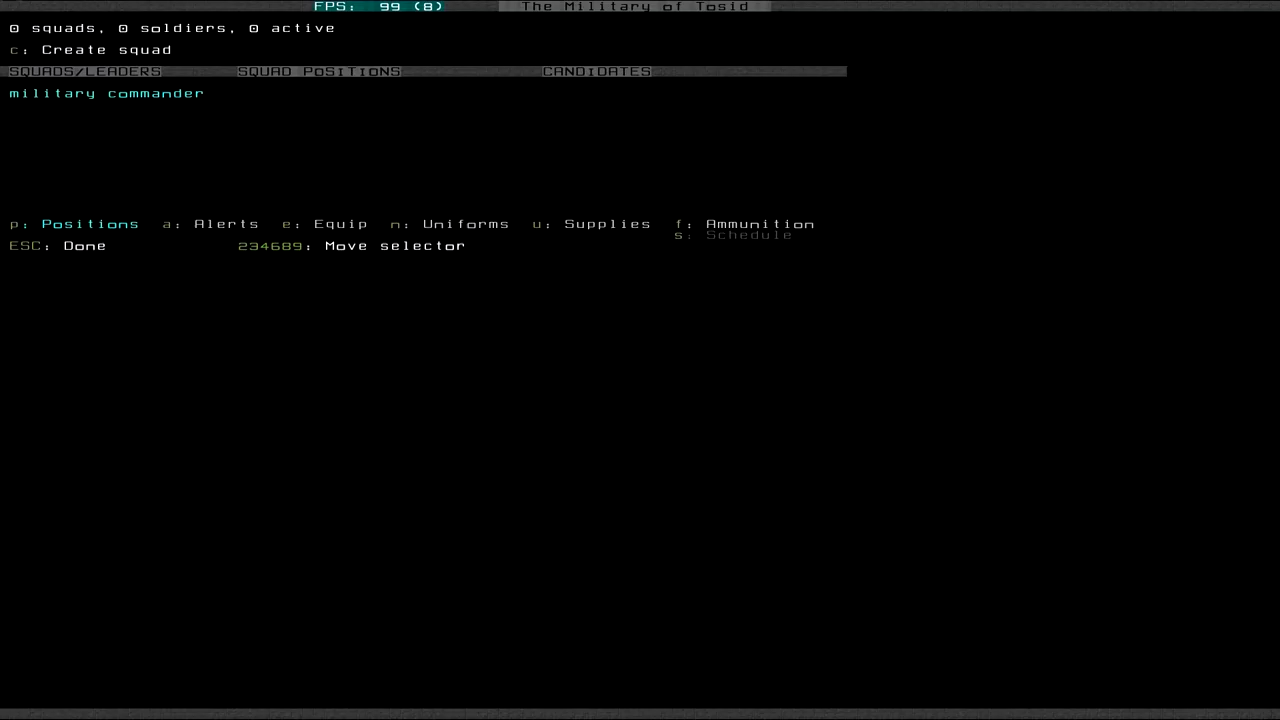 FPS: 99 (8) The Military of Tosid
0 squads, 0 soldiers, 0 active
c: Create squad
SQUADS/LEADERS SQUAD POSITIONS CANDIDATES
military commander
p: Positions a: Alerts e: Equip n: Uniforms u: Supplies f: Ammunition
s: Schedule
ESC: Done 234689: Move selector